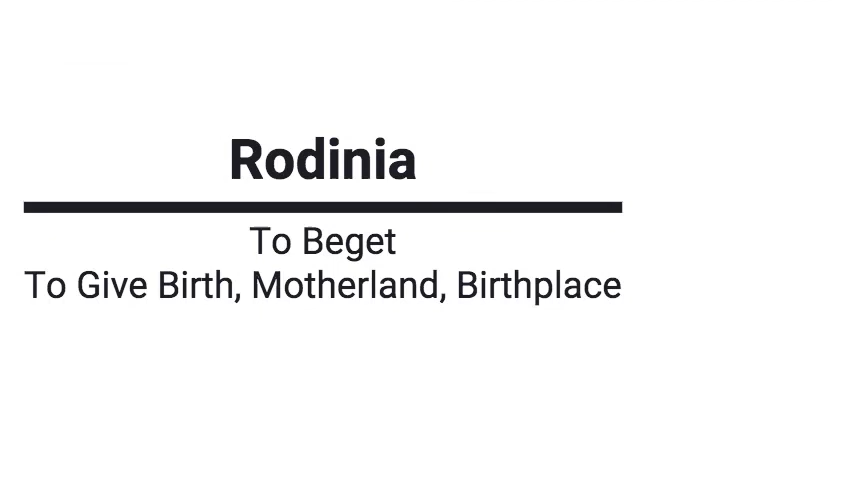 Rodinia
To Beget
To Give Birth, Motherland, Birthplace